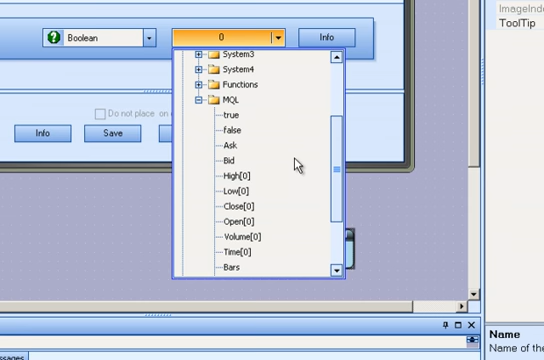 ImageInde
ToolTip
Boolean
0
Info
System3
System4
Functions
MQL
true
false
Ask
Bid
High[0]
Low[0]
Close[0]
Open[0]
Volume[0]
Time[0]
Bars
Do not place on
Info
Save
Name
Name of the
ssages